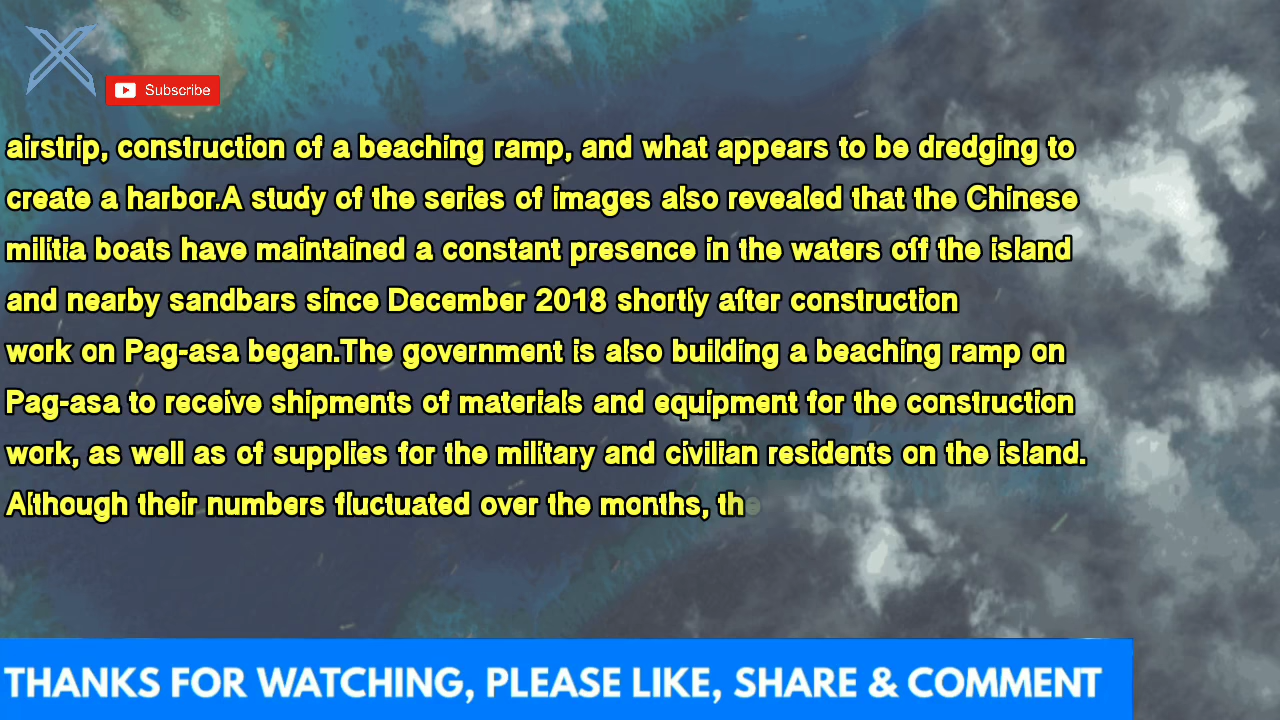 Subscribe
airstrip, construction of a beaching ramp, and what appears to be dredging to
create a harbor.A study of the series of images also revealed that the Chinese
militia boats have maintained a constant presence in the waters off the island
and nearby sandbars since December 2018 shortly after construction
work on Pag-asa began.The government is also building a beaching ramp on
Pag-asa to receive shipments of materials and equipment for the construction
work, as well as of supplies for the military and civilian residents on the island.
Although their numbers fluctuated over the months, the
THANKS FOR WATCHING, PLEASE LIKE, SHARE & COMMENT